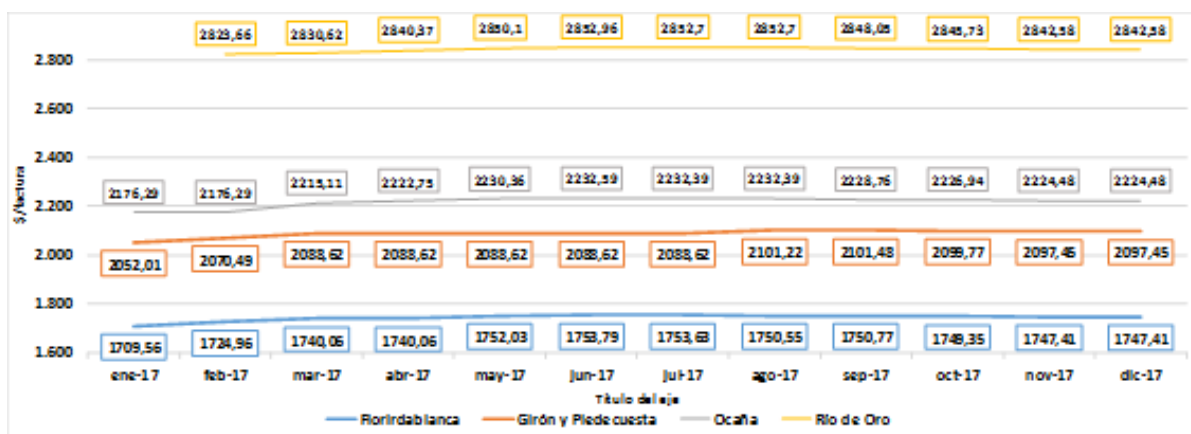 2823,66 2830,62 2840,37 2850,1 2852,96 2852,7 2852,7 2848,05 2845,73 2842,58 2842,58
2.800
2.600
2.400
2176,29 2176,29 2215,11 2222,75 2230,36 2232,59 2232,39 2232,39 2228,76 2226,94 2224,48 2224,48
2.200
$/factura
2.000
2052,01 2070,49 2088,62 2088,62 2088,62 2088,62 2088,62 2101,22 2101,48 2099,77 2097,45 2097,45
1.800
1709,56 1724,96 1740,06 1740,06 1752,03 1753,79 1753,63 1750,55 1750,77 1749,35 1747,41 1747,41
1.600
ene-17 feb-17 mar-17 abr-17 may-17 jun-17 jul-17 ago-17 sep-17 oct-17 nov-17 dic-17
Título del eje
Florirdablanca Girón y Piedecuesta Ocaña Río de Oro